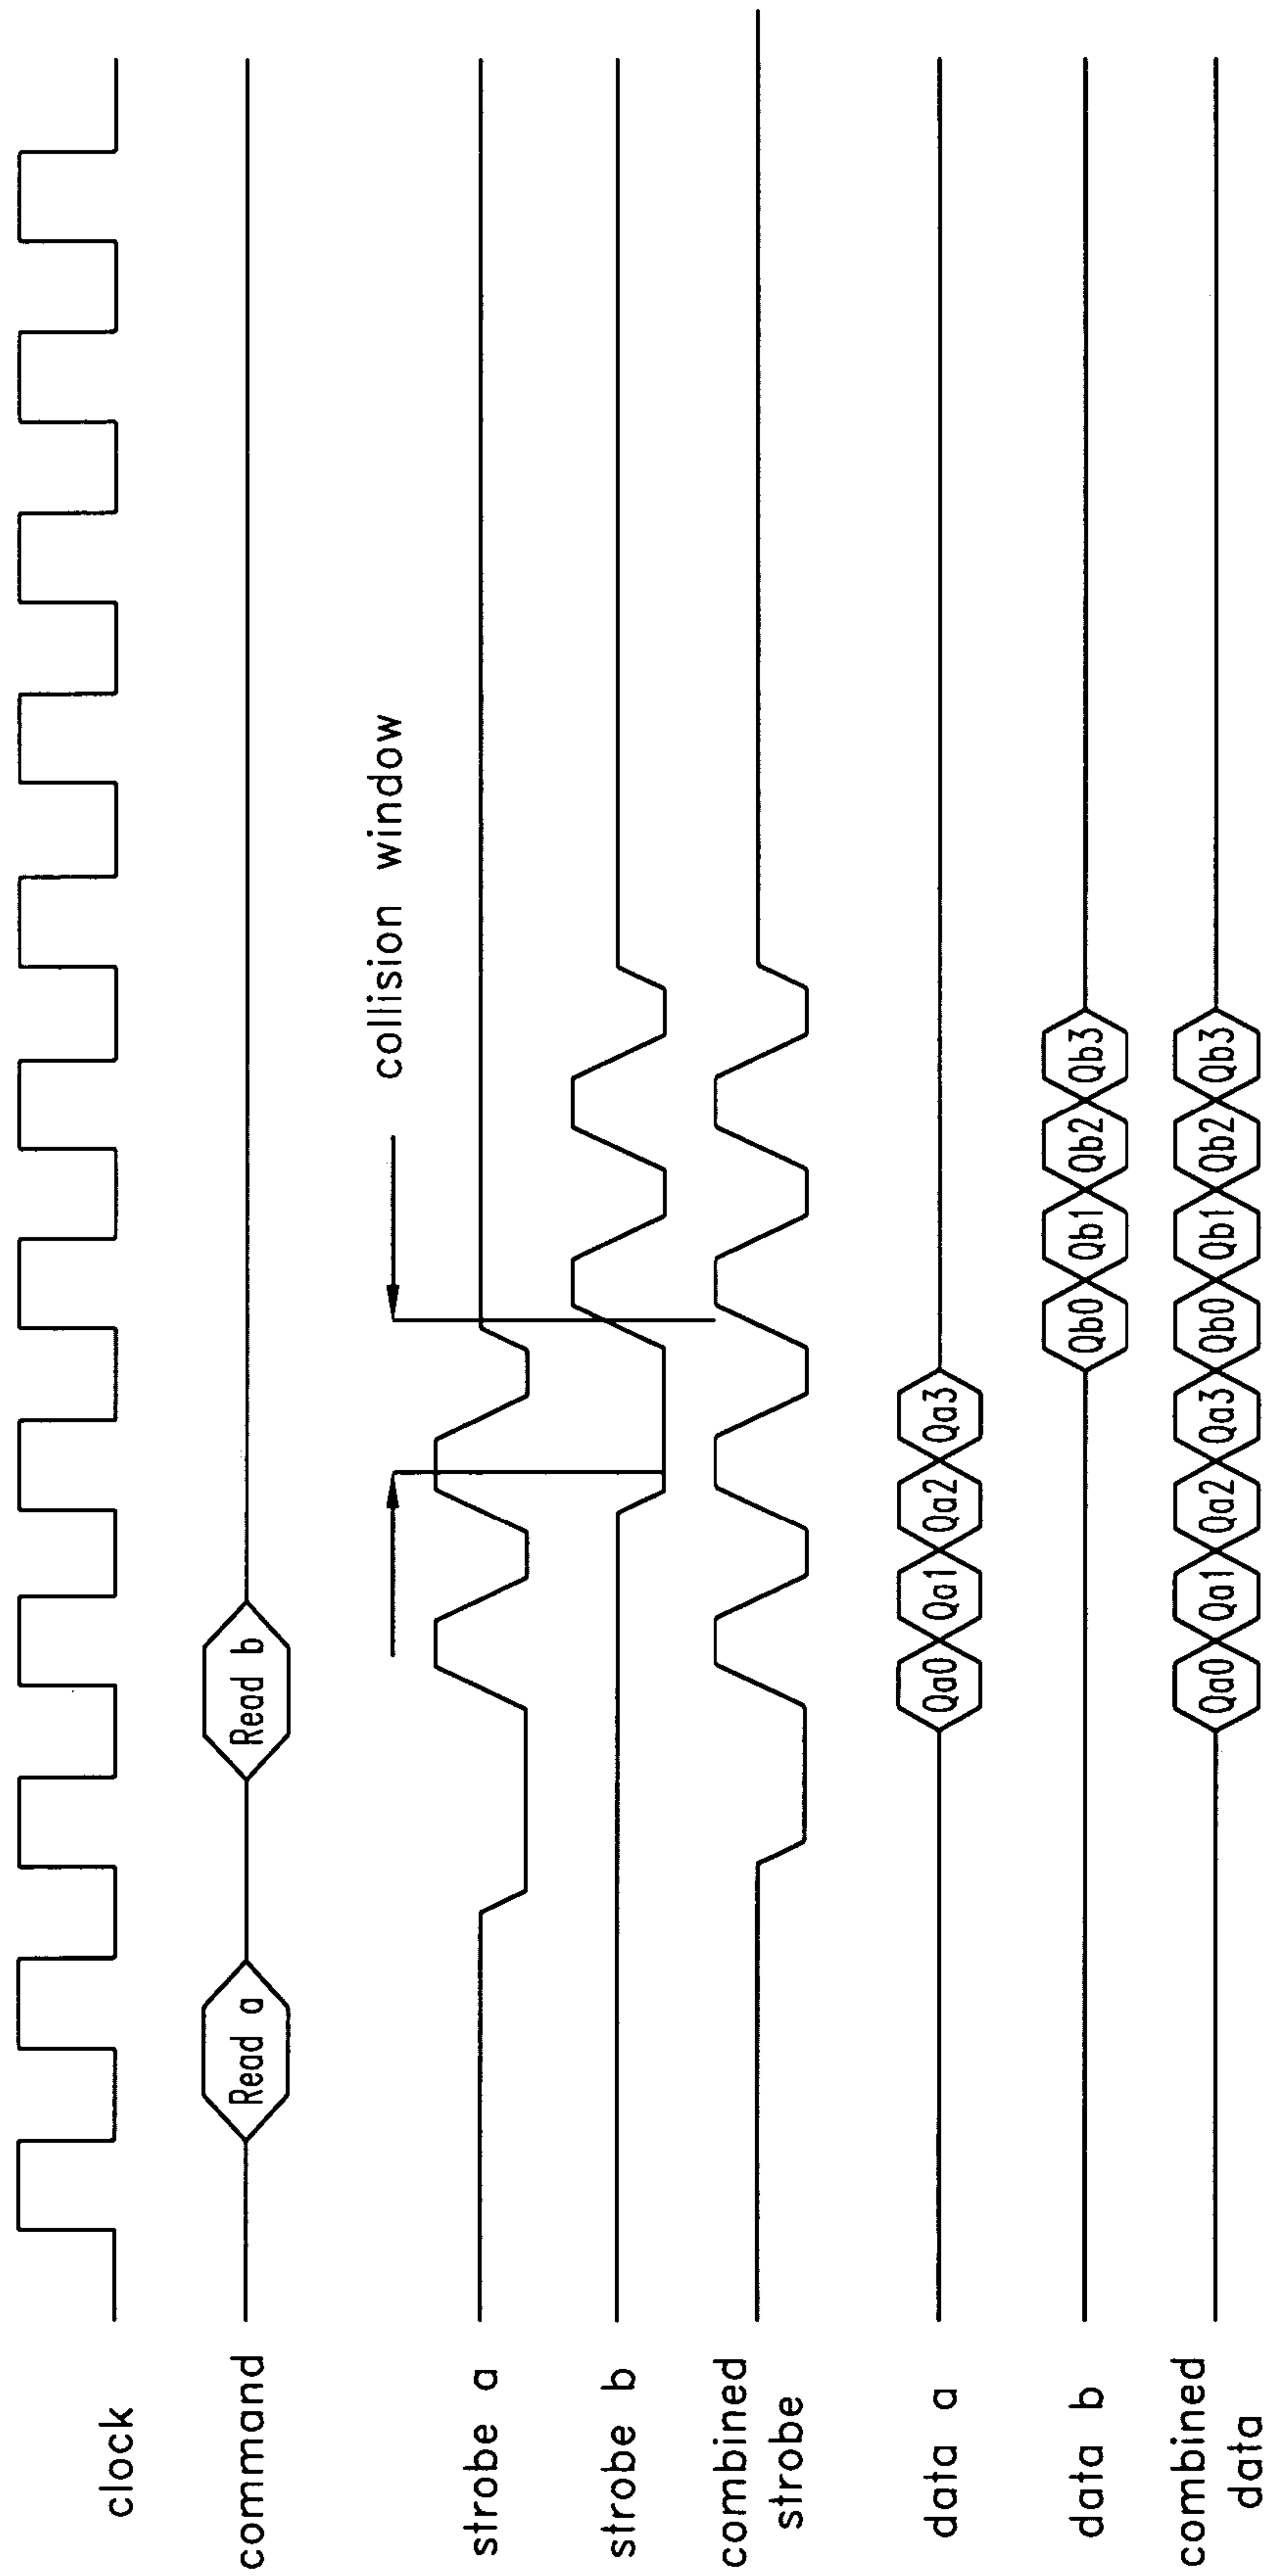 clock
command
Read a
Read b
collision window
strobe a
strobe b
combined
strobe
data a
Qa0 Qa1 Qa2 Qa3
data b
Qb0 Qb1 Qb2 Qb3
combined
data
Qa0 Qa1 Qa2 Qa3 Qb0 Qb1 Qb2 Qb3